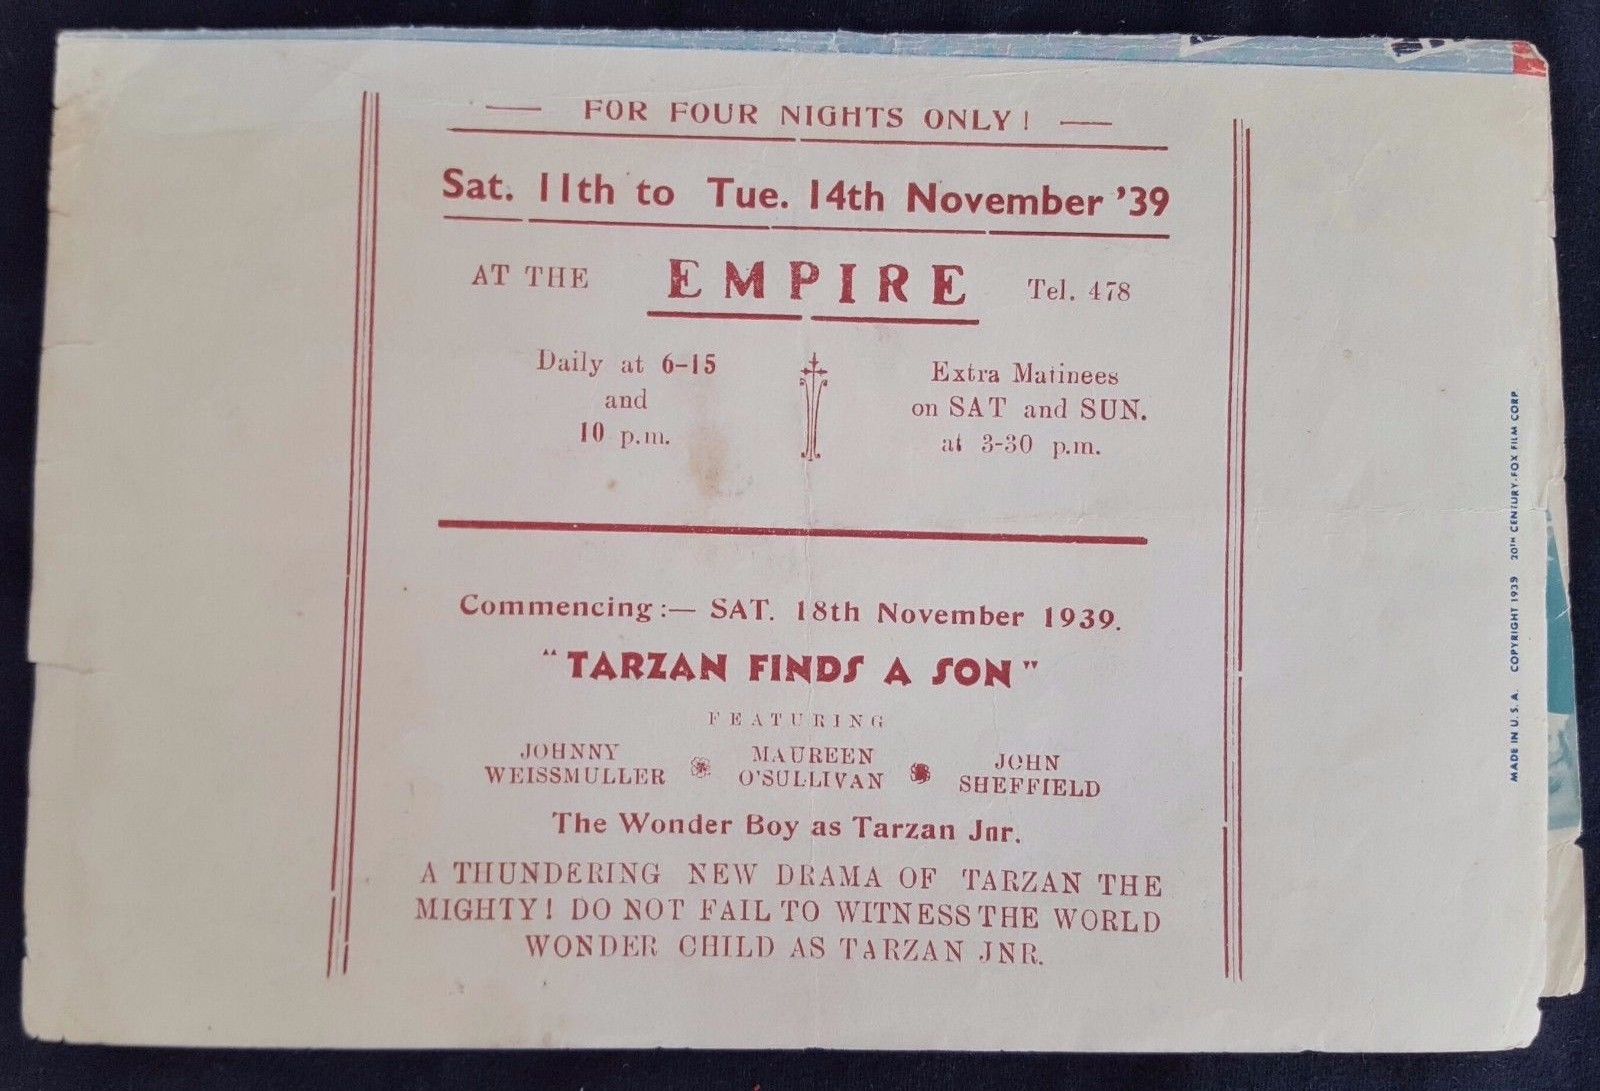 — FOR FOUR NIGHTS ONLY! —
Sat. 11th to Tue. 14th November '39
AT THE EMPIRE Tel. 478
Daily at 6-15
and
10 p.m.
Extra Matinees
on SAT and SUN.
at 3-30 p.m.
Commencing:— SAT. 18th November 1939.
"TARZAN FINDS A SON"
FEATURING
JOHNNY
WEISSMULLER
MAUREEN
O'SULLIVAN
JOHN
SHEFFIELD
The Wonder Boy as Tarzan Jnr.
A THUNDERING NEW DRAMA OF TARZAN THE
MIGHTY! DO NOT FAIL TO WITNESS THE WORLD
WONDER CHILD AS TARZAN JNR.
MADE IN U.S.A. COPYRIGHT 1939 20TH CENTURY-FOX FILM CORP